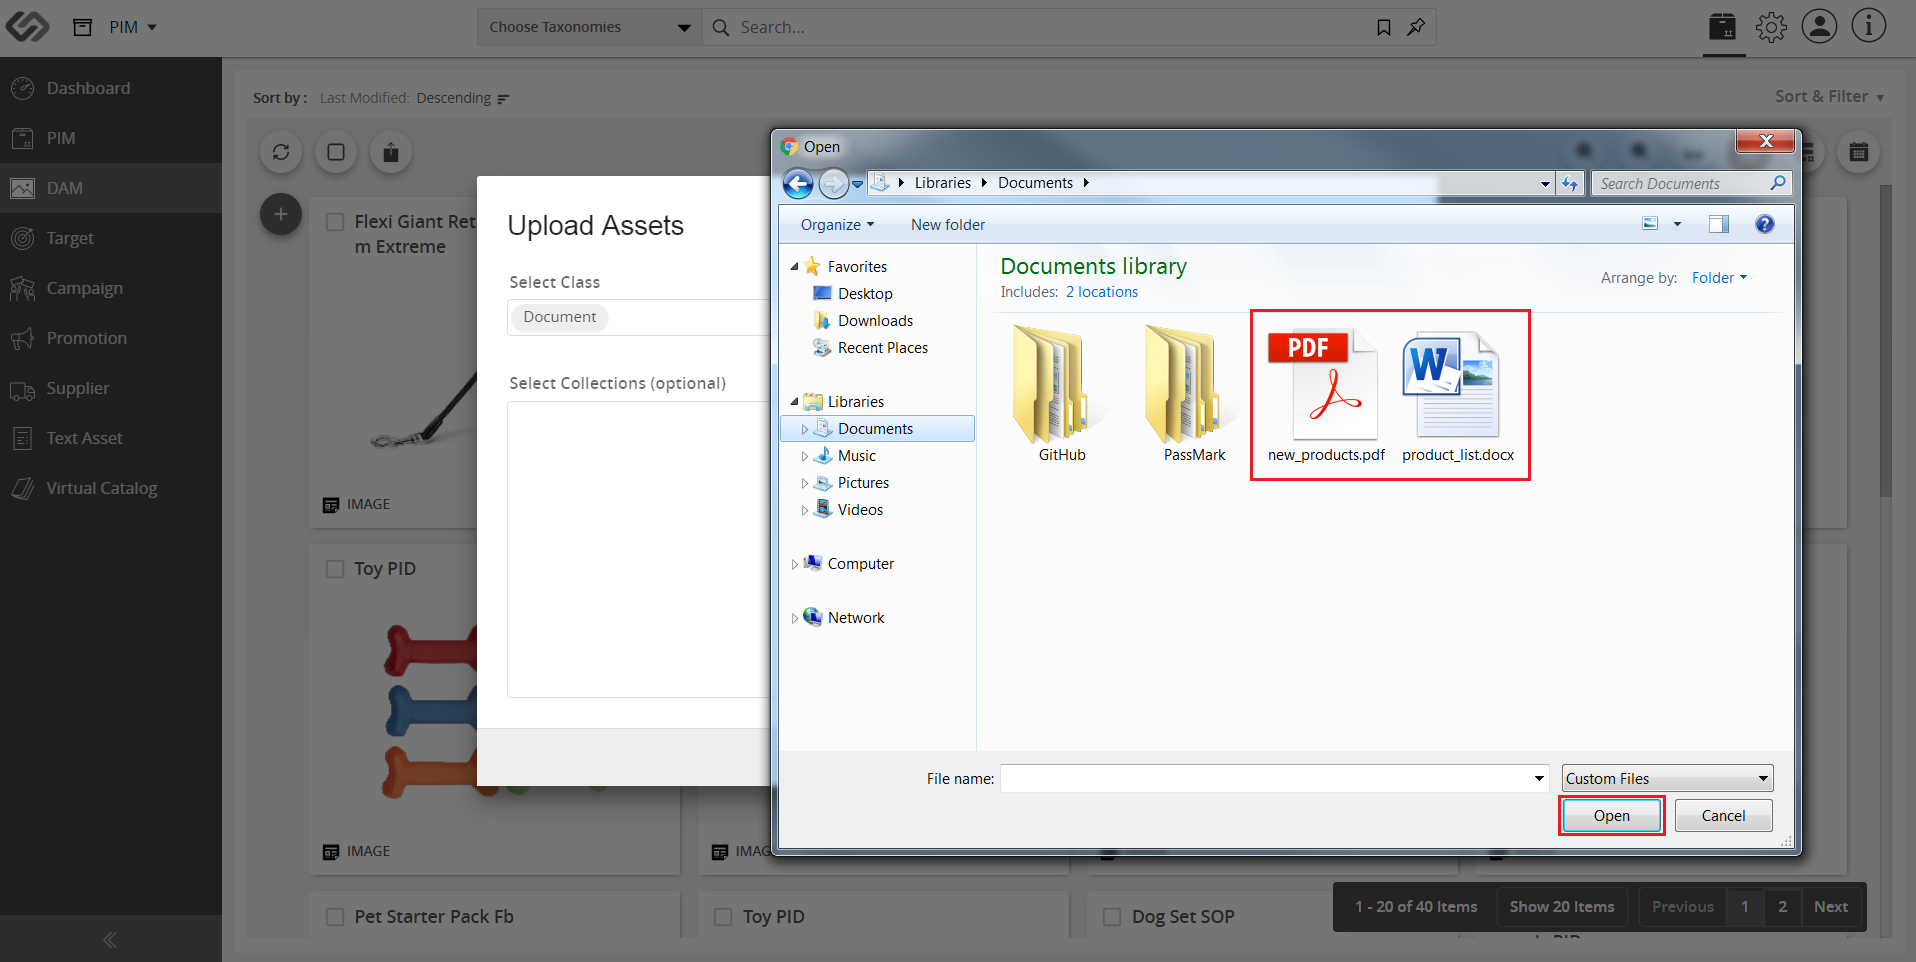 PIM
Choose Taxonomies
Search...
Dashboard
PIM
DAM
Target
Campaign
Promotion
Supplier
Text Asset
Virtual Catalog
Sort by : Last Modified: Descending
Sort & Filter
Flexi Giant Ret
m Extreme
IMAGE
Toy PID
IMAGE
Pet Starter Pack Fb
Toy PID
Dog Set SOP
1 - 20 of 40 Items
Show 20 Items
Previous
1
2
Next
Upload Assets
Select Class
Document
Select Collections (optional)
Open
Libraries
Documents
Search Documents
Organize
New folder
Favorites
Desktop
Downloads
Recent Places
Libraries
Documents
Music
Pictures
Videos
Computer
Network
Documents library
Includes: 2 locations
Arrange by: Folder
GitHub
PassMark
PDF
new_products.pdf
W
product_list.docx
File name:
Custom Files
Open
Cancel